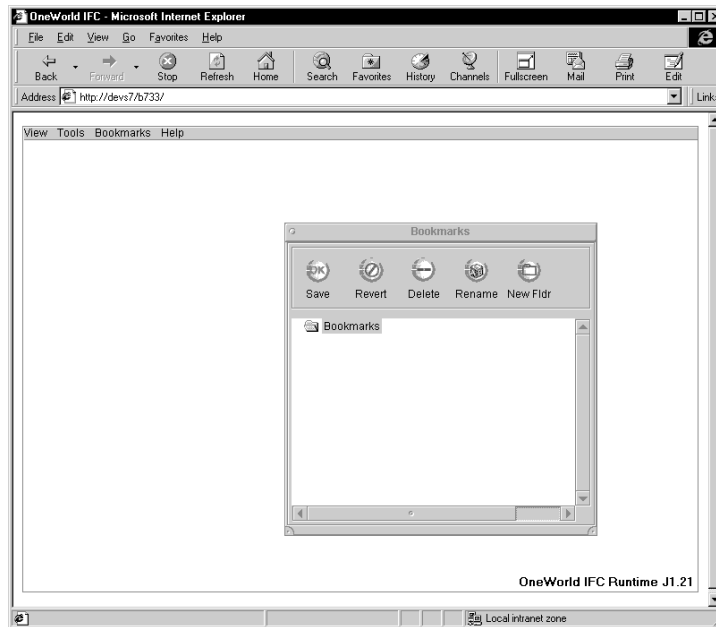 OneWorld IFC - Microsoft Internet Explorer
File Edit View Go Favorites Help
Back Forward Stop Refresh Home Search Favorites History Channels Fullscreen Mail Print Edit
Address http://devs7/b733/ Links
View Tools Bookmarks Help
Bookmarks
OK
Save Revert Delete Rename New Fldr
Bookmarks
OneWorld IFC Runtime J1.21
Local intranet zone